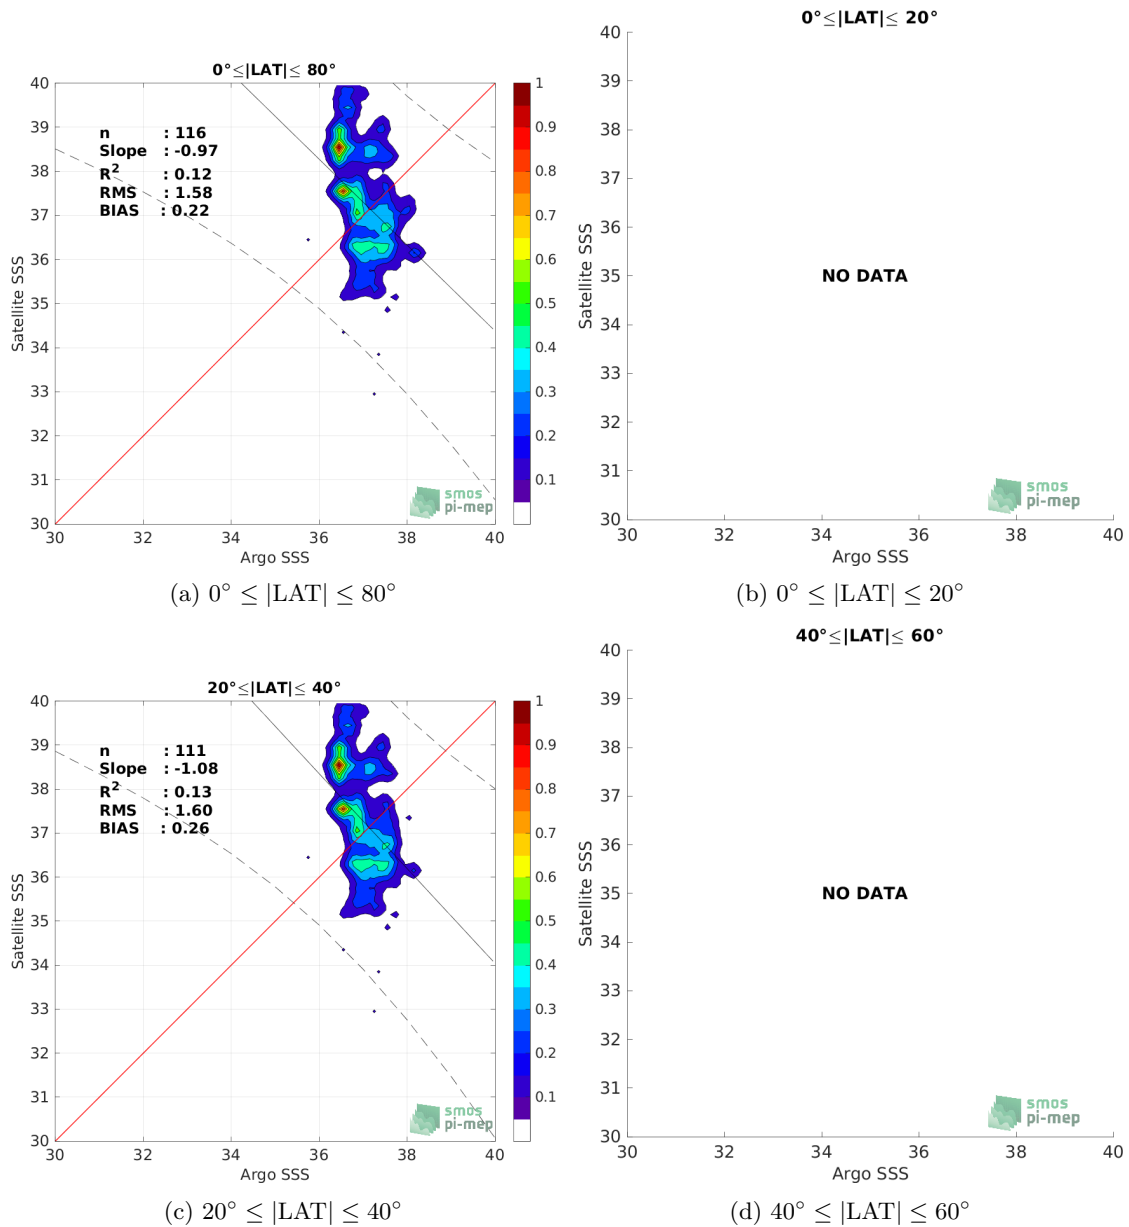 0°≤|LAT|≤ 80°
40
39
38
37
36
35
34
33
32
31
30
Satellite SSS
n : 116
Slope : -0.97
R2 : 0.12
RMS : 1.58
BIAS : 0.22
smos
pi-mep
30 32 34 36 38 40
Argo SSS
1
0.9
0.8
0.7
0.6
0.5
0.4
0.3
0.2
0.1
(a) 0° ≤ |LAT| ≤ 80°
0°≤|LAT|≤ 20°
40
39
38
37
36
35
34
33
32
31
30
Satellite SSS
NO DATA
smos
pi-mep
30 32 34 36 38 40
Argo SSS
(b) 0° ≤ |LAT| ≤ 20°
20°≤|LAT|≤ 40°
40
39
38
37
36
35
34
33
32
31
30
Satellite SSS
n : 111
Slope : -1.08
R2 : 0.13
RMS : 1.60
BIAS : 0.26
smos
pi-mep
30 32 34 36 38 40
Argo SSS
1
0.9
0.8
0.7
0.6
0.5
0.4
0.3
0.2
0.1
(c) 20° ≤ |LAT| ≤ 40°
40°≤|LAT|≤ 60°
40
39
38
37
36
35
34
33
32
31
30
Satellite SSS
NO DATA
smos
pi-mep
30 32 34 36 38 40
Argo SSS
(d) 40° ≤ |LAT| ≤ 60°